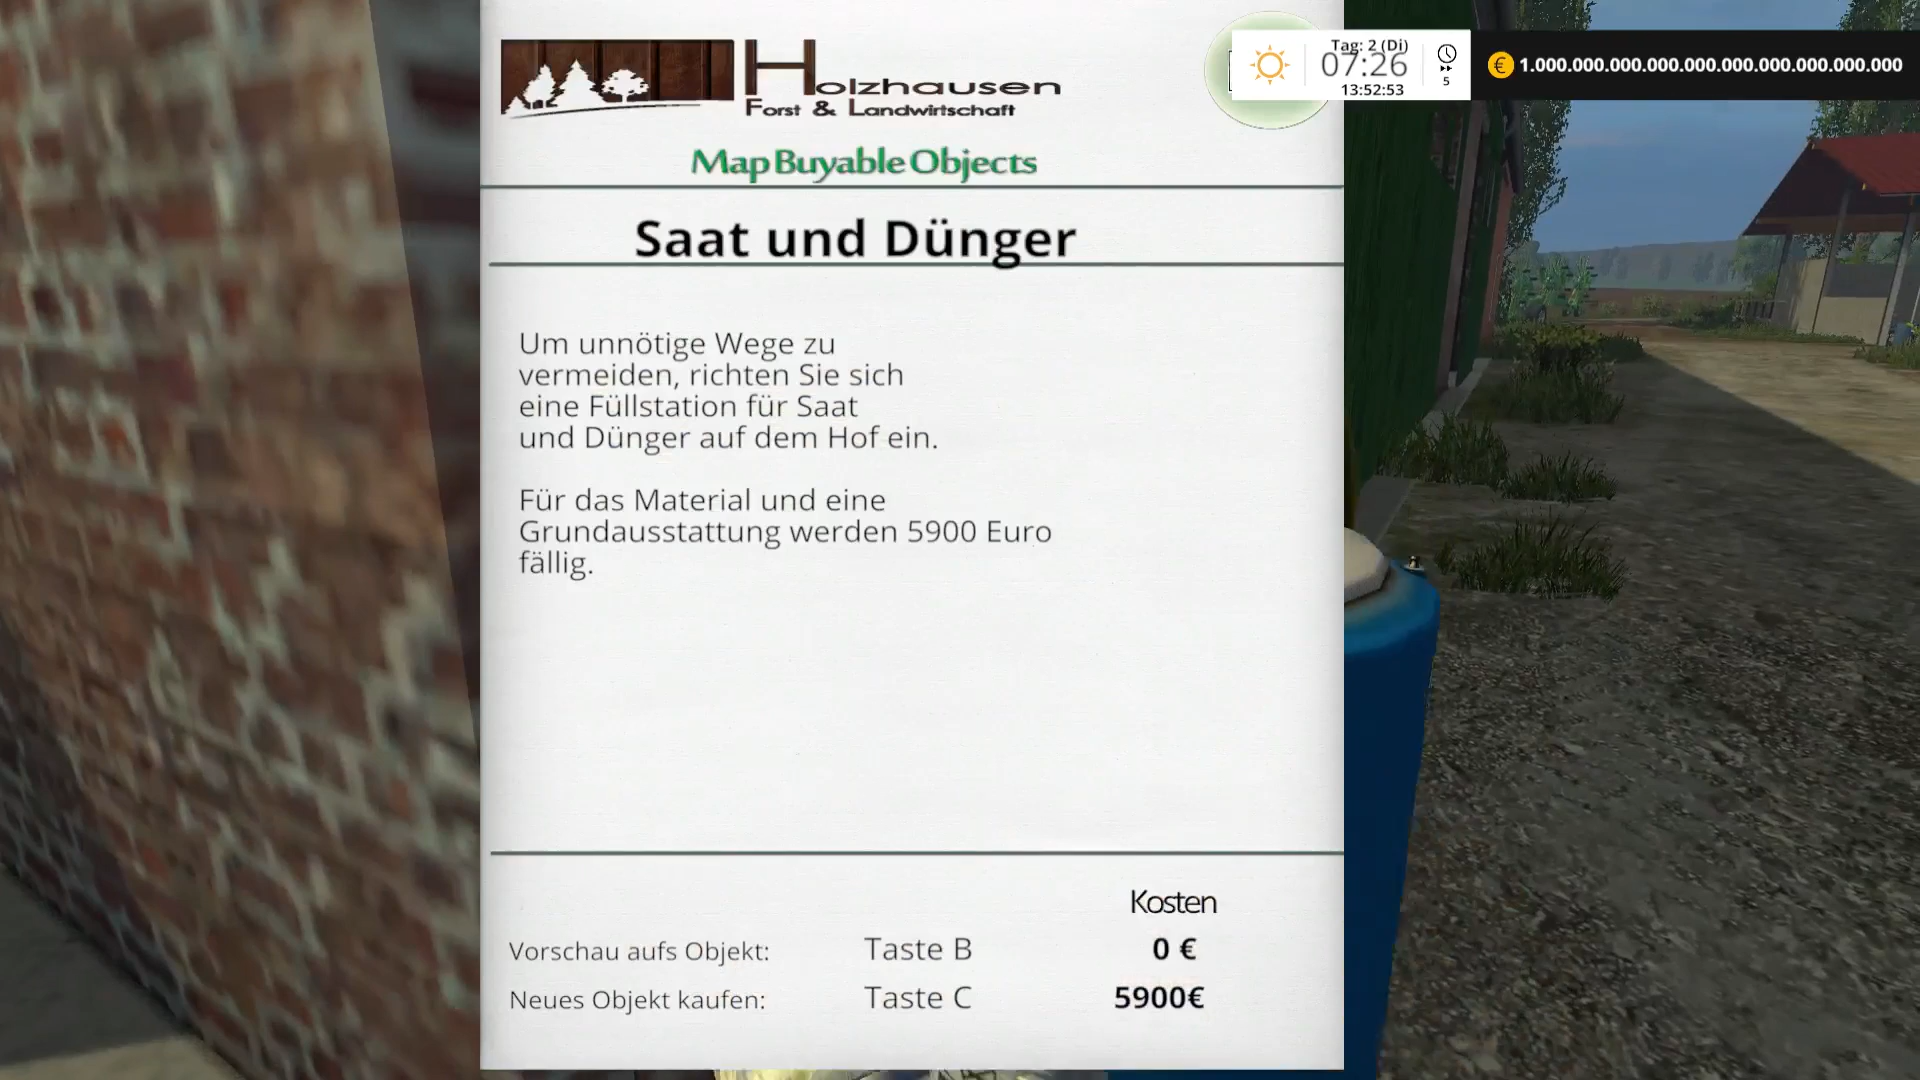 Holzhausen
Forst & Landwirtschaft
Map Buyable Objects
Saat und Dünger
Um unnötige Wege zu
vermeiden, richten Sie sich
eine Füllstation für Saat
und Dünger auf dem Hof ein.
Für das Material und eine
Grundausstattung werden 5900 Euro
fällig.
Kosten
Vorschau aufs Objekt: Taste B 0 €
Neues Objekt kaufen: Taste C 5900€
Tag: 2 (Di)
07:26
13:52:53
5
€ 1.000.000.000.000.000.000.000.000.000.000